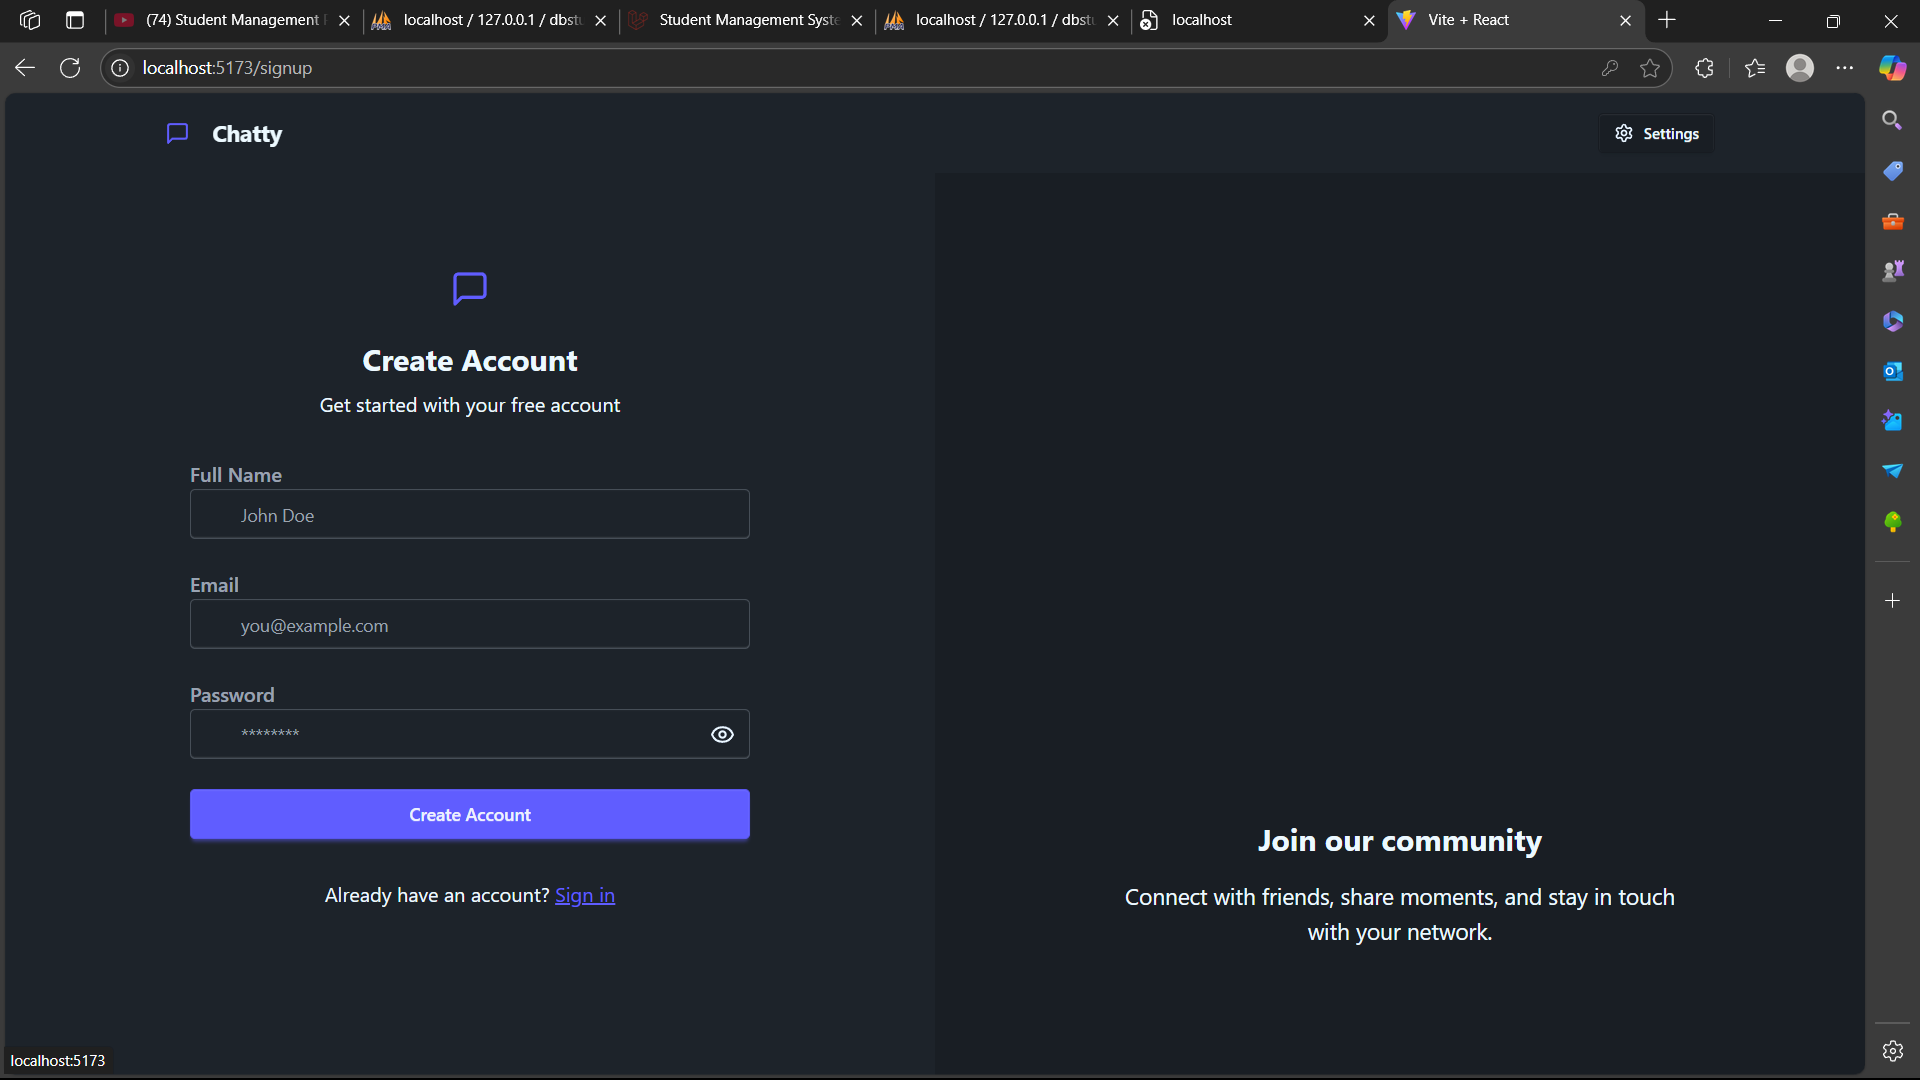 (74) Student Management
localhost / 127.0.0.1 / dbstu
Student Management Syste
localhost / 127.0.0.1 / dbstu
localhost
Vite + React
localhost:5173/signup
Chatty
Settings
Create Account
Get started with your free account
Full Name
John Doe
Email
you@example.com
Password
********
Create Account
Already have an account? Sign in
Join our community
Connect with friends, share moments, and stay in touch
with your network.
localhost:5173